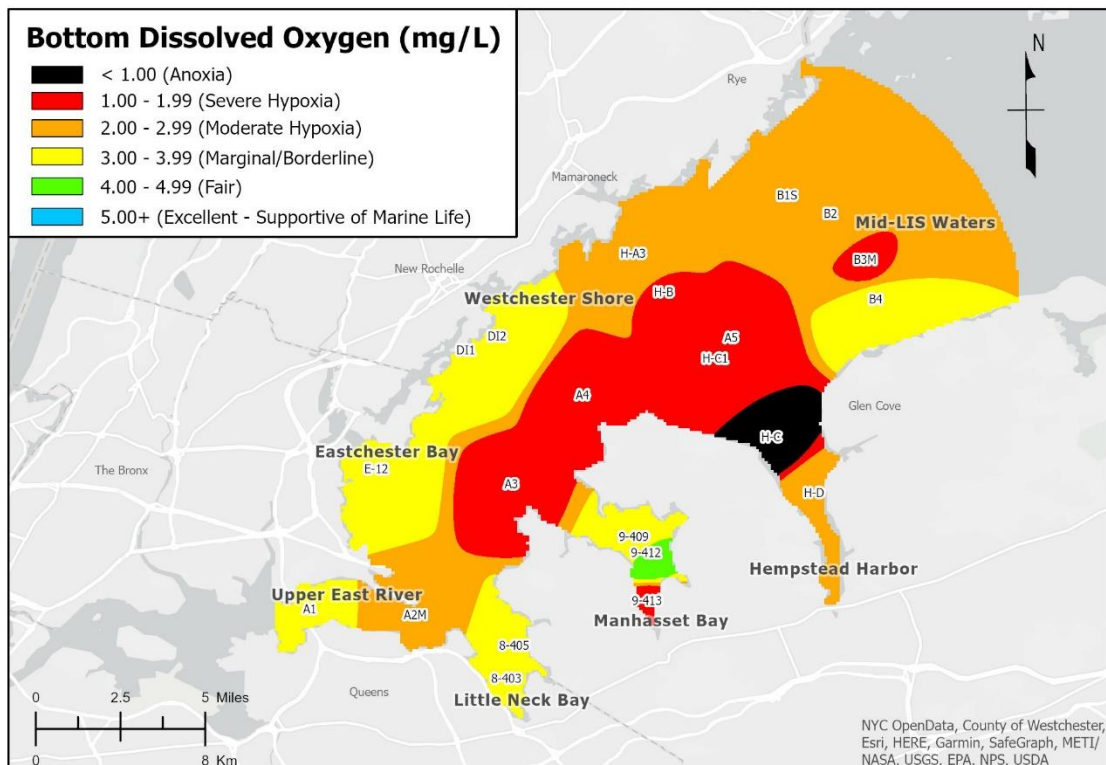 Bottom Dissolved Oxygen (mg/L)
< 1.00 (Anoxia)
1.00 - 1.99 (Severe Hypoxia)
2.00 - 2.99 (Moderate Hypoxia)
3.00 - 3.99 (Marginal/Borderline)
4.00 - 4.99 (Fair)
5.00+ (Excellent - Supportive of Marine Life)
N
Rye
Mamaroneck
B1S
B2
Mid-LIS Waters
H-A3
B3M
New Rochelle
H-B
Westchester Shore
B4
DI2
DI1
A5
H-C1
A4
Glen Cove
H-C
Eastchester Bay
E-12
The Bronx
A3
H-D
9-409
9-412
Hempstead Harbor
Upper East River
A1
A2M
9-413
Manhasset Bay
8-405
8-403
Queens
Little Neck Bay
0 2.5 5 Miles
0 8 Km
NYC OpenData, County of Westchester,
Esri, HERE, Garmin, SafeGraph, METI/
NASA, USGS, EPA, NPS, USDA